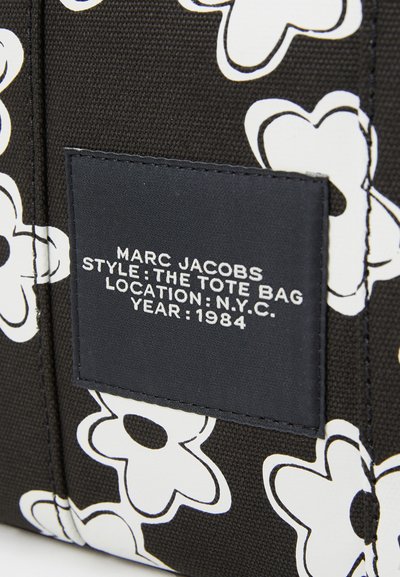 MARC JACOBS
STYLE : THE TOTE BAG
LOCATION : N.Y.C.
YEAR : 1984